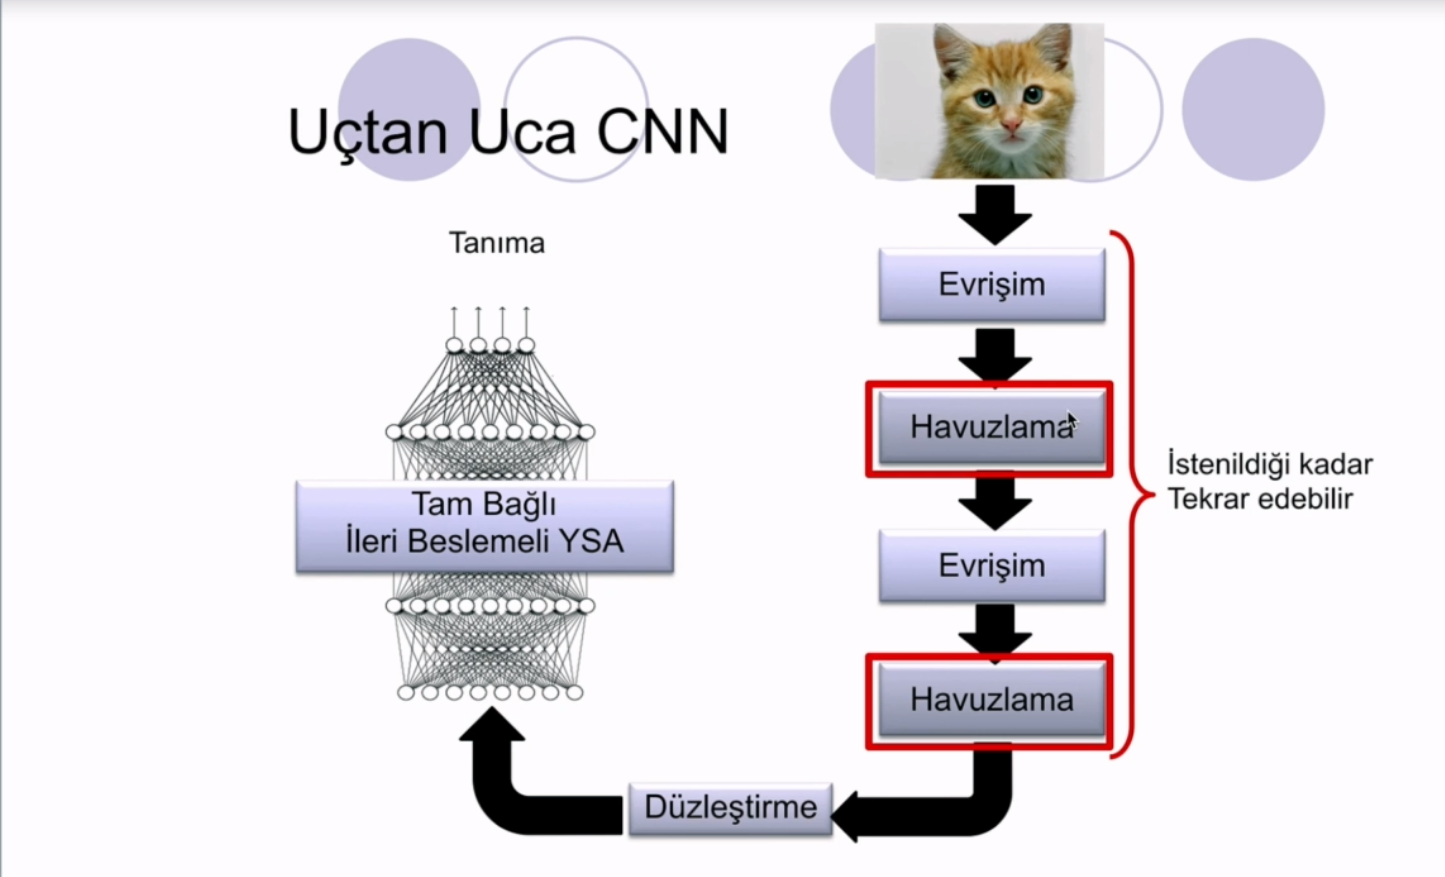 Uçtan Uca CNN
Evrişim
Havuzlama
Evrişim
Havuzlama
İstenildiği kadar
Tekrar edebilir
Düzleştirme
Tam Bağlı
İleri Beslemeli YSA
Tanıma